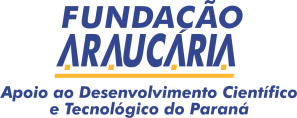 FUNDAÇÃO
ARAUCÁRIA
Apoio ao Desenvolvimento Científico
e Tecnológico do Paraná